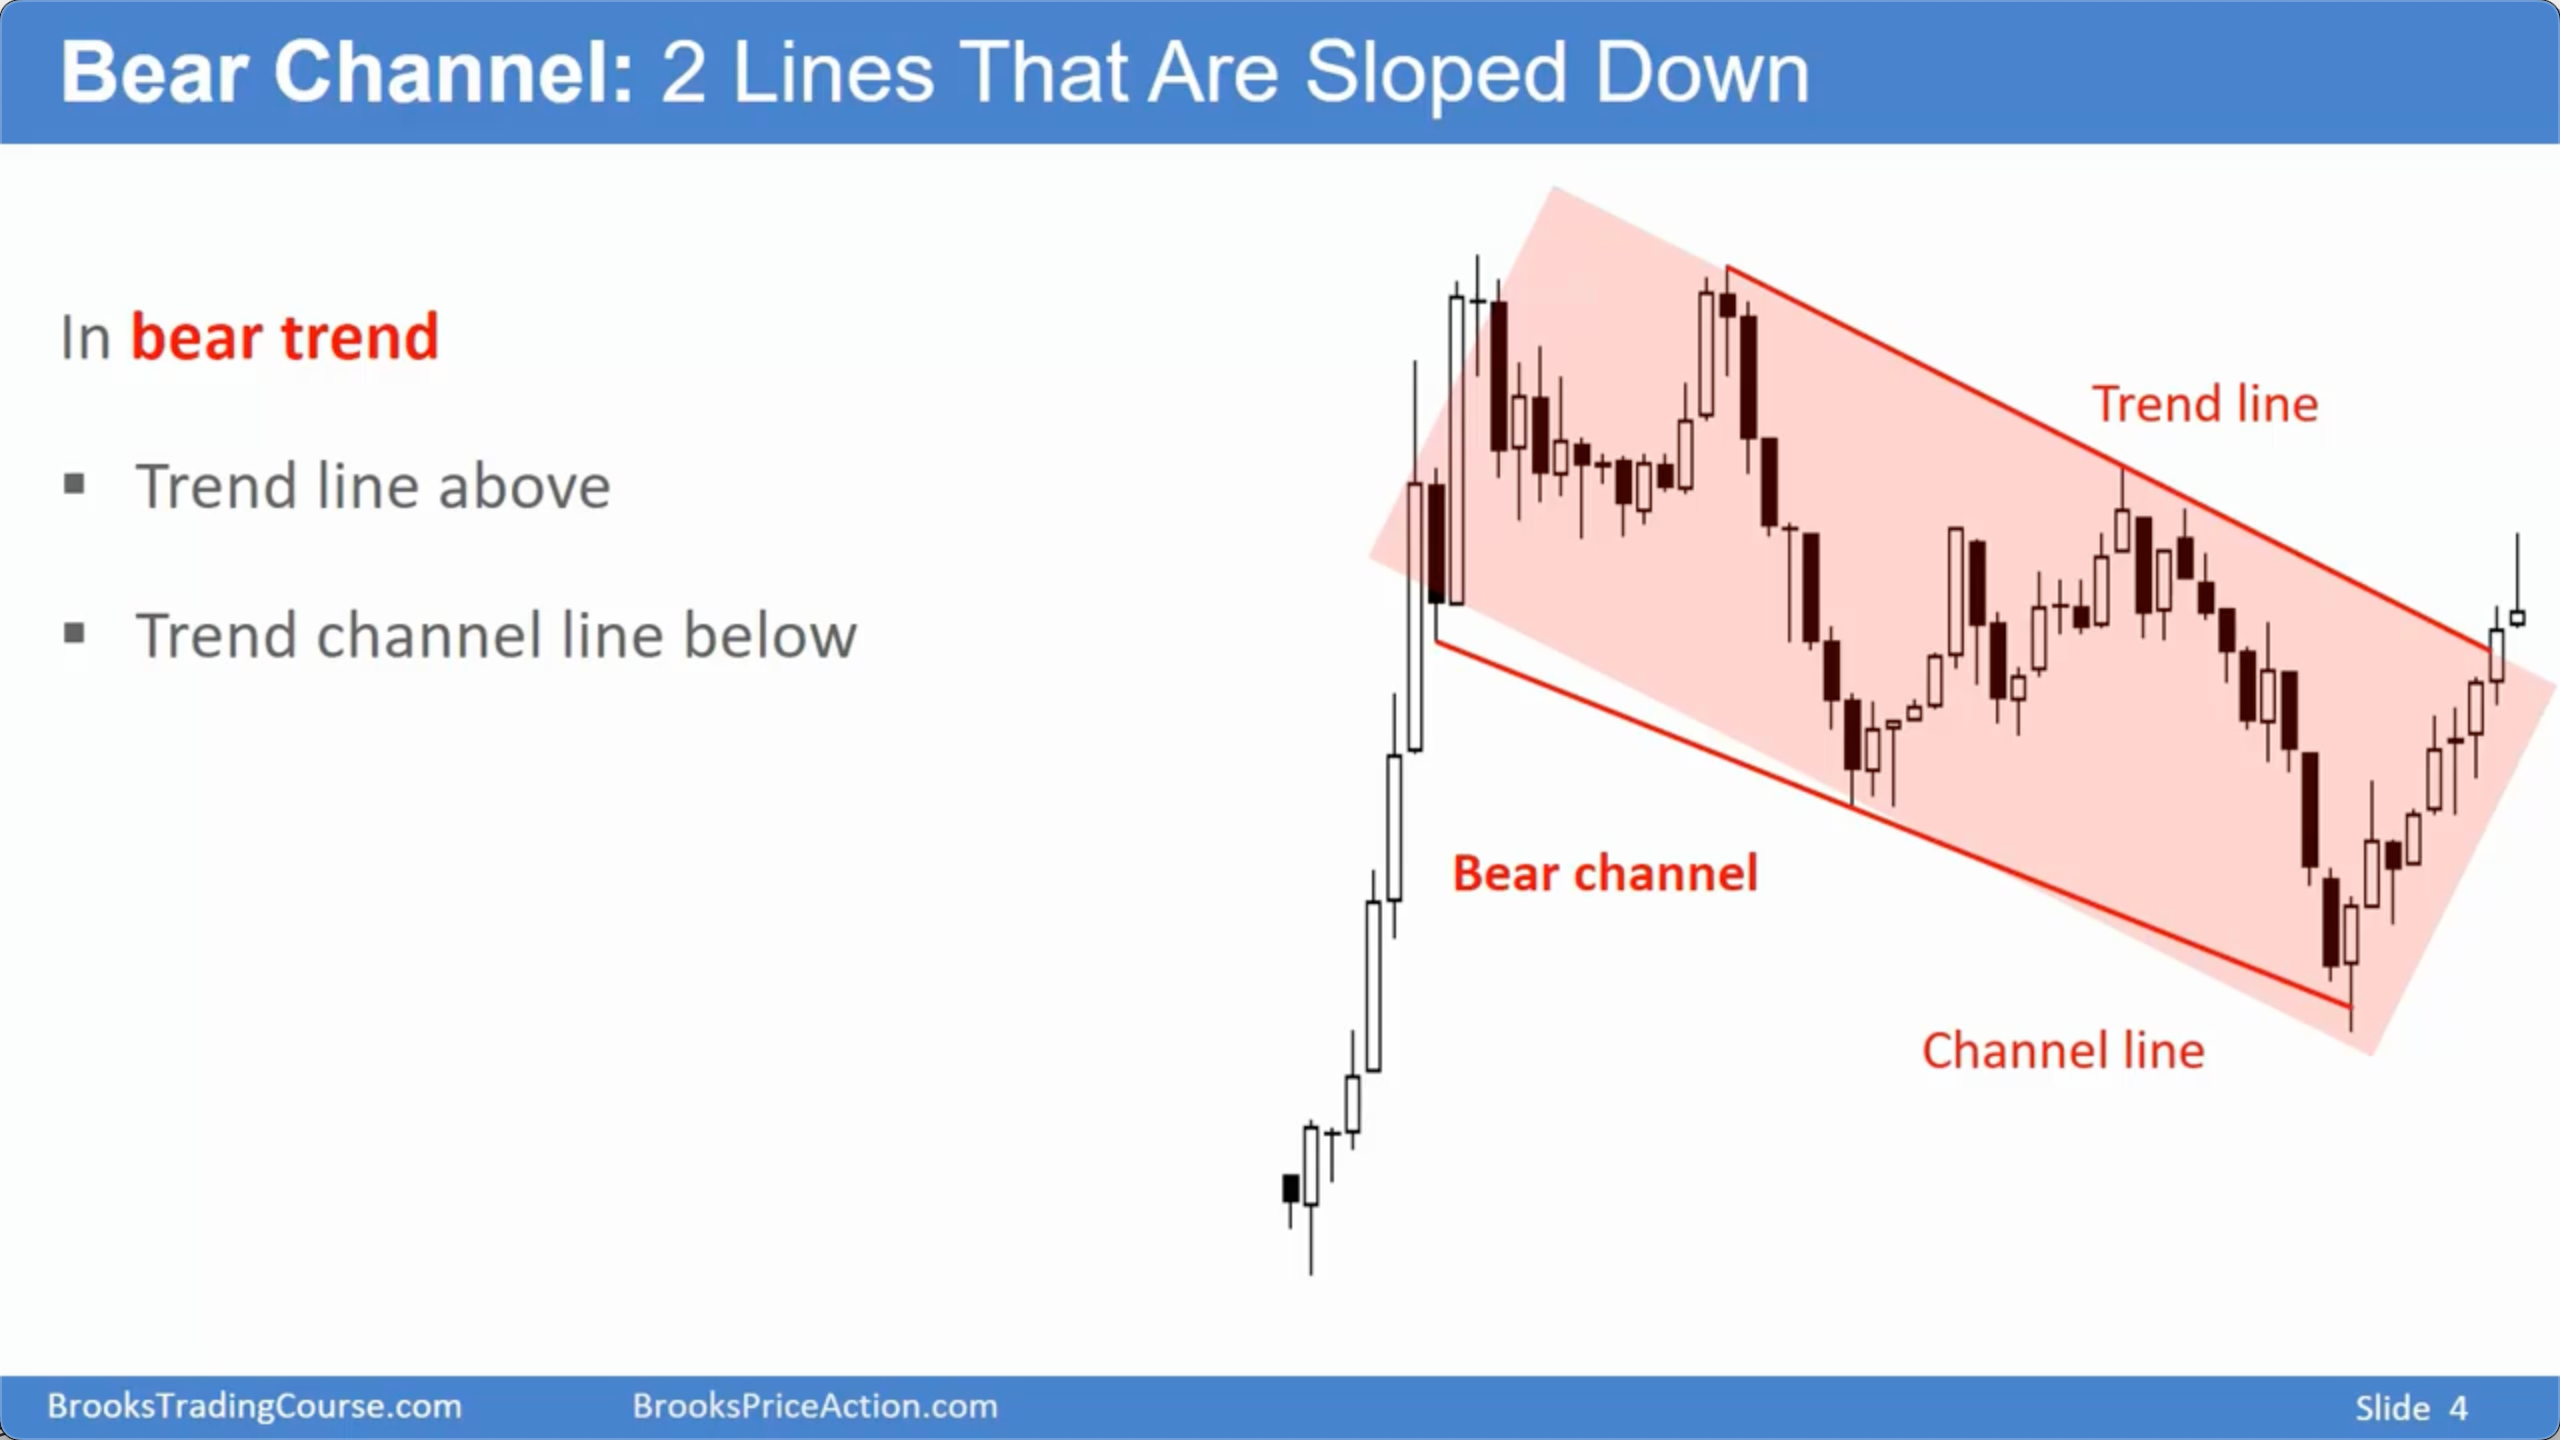 Bear Channel: 2 Lines That Are Sloped Down
In bear trend
▪ Trend line above
▪ Trend channel line below
Trend line
Bear channel
Channel line
BrooksTradingCourse.com
BrooksPriceAction.com
Slide 4